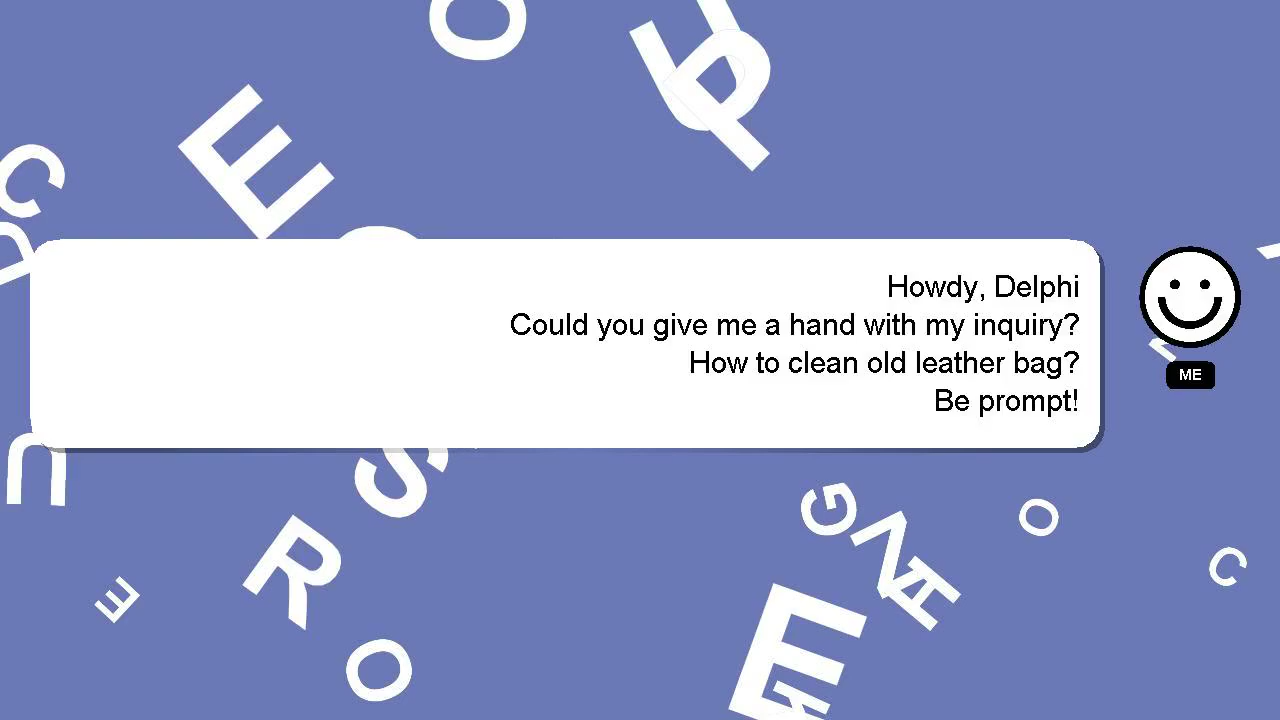 Howdy, Delphi
Could you give me a hand with my inquiry?
How to clean old leather bag?
Be prompt!
ME
C
E
O
P
S
U
R
E
O
G
V
A
H
O
C
E